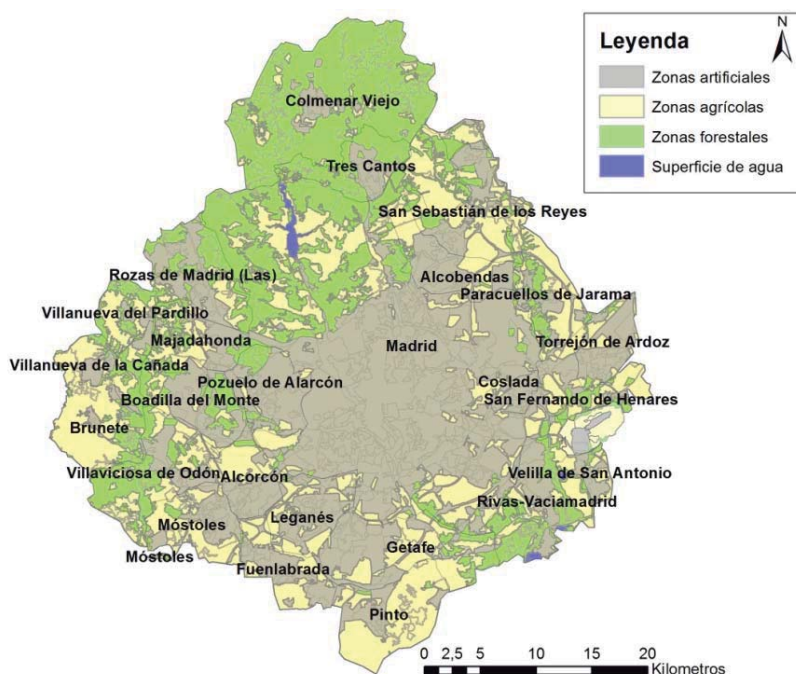 Leyenda
N
Zonas artificiales
Zonas agrícolas
Zonas forestales
Superficie de agua
Colmenar Viejo
Tres Cantos
San Sebastián de los Reyes
Rozas de Madrid (Las)
Alcobendas
Paracuellos de Jarama
Villanueva del Pardillo
Majadahonda
Madrid
Torrejón de Ardoz
Villanueva de la Cañada
Pozuelo de Alarcón
Coslada
Boadilla del Monte
San Fernando de Henares
Brunete
Villaviciosa de Odón
Alcorcón
Velilla de San Antonio
Rivas-Vaciamadrid
Móstoles
Leganés
Móstoles
Getafe
Fuenlabrada
Pinto
0 2,5 5 10 15 20
Kilometros